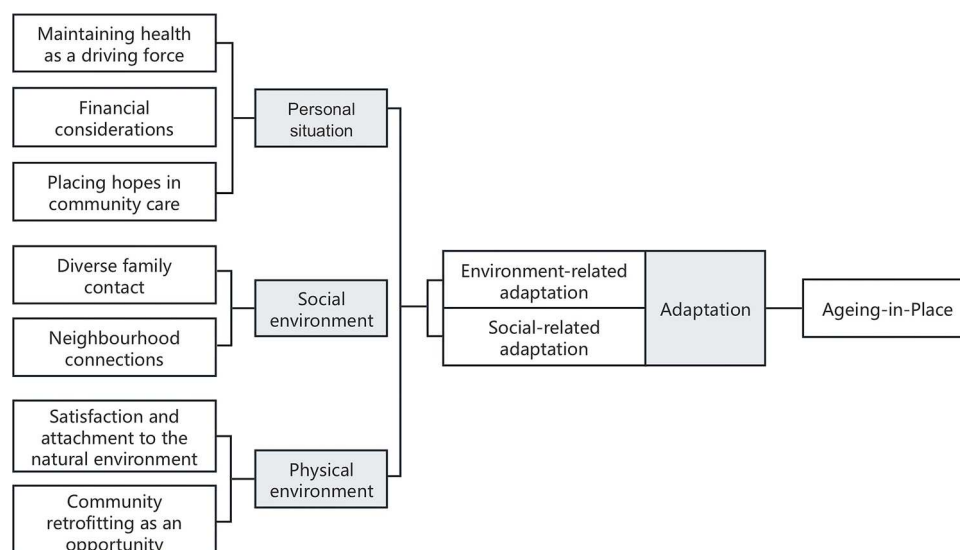 Maintaining health
as a driving force
Financial
considerations
Placing hopes in
community care
Personal
situation
Diverse family
contact
Neighbourhood
connections
Social
environment
Satisfaction and
attachment to the
natural environment
Community
retrofitting as an
opportunity
Physical
environment
Environment-related
adaptation
Social-related
adaptation
Adaptation
Ageing-in-Place